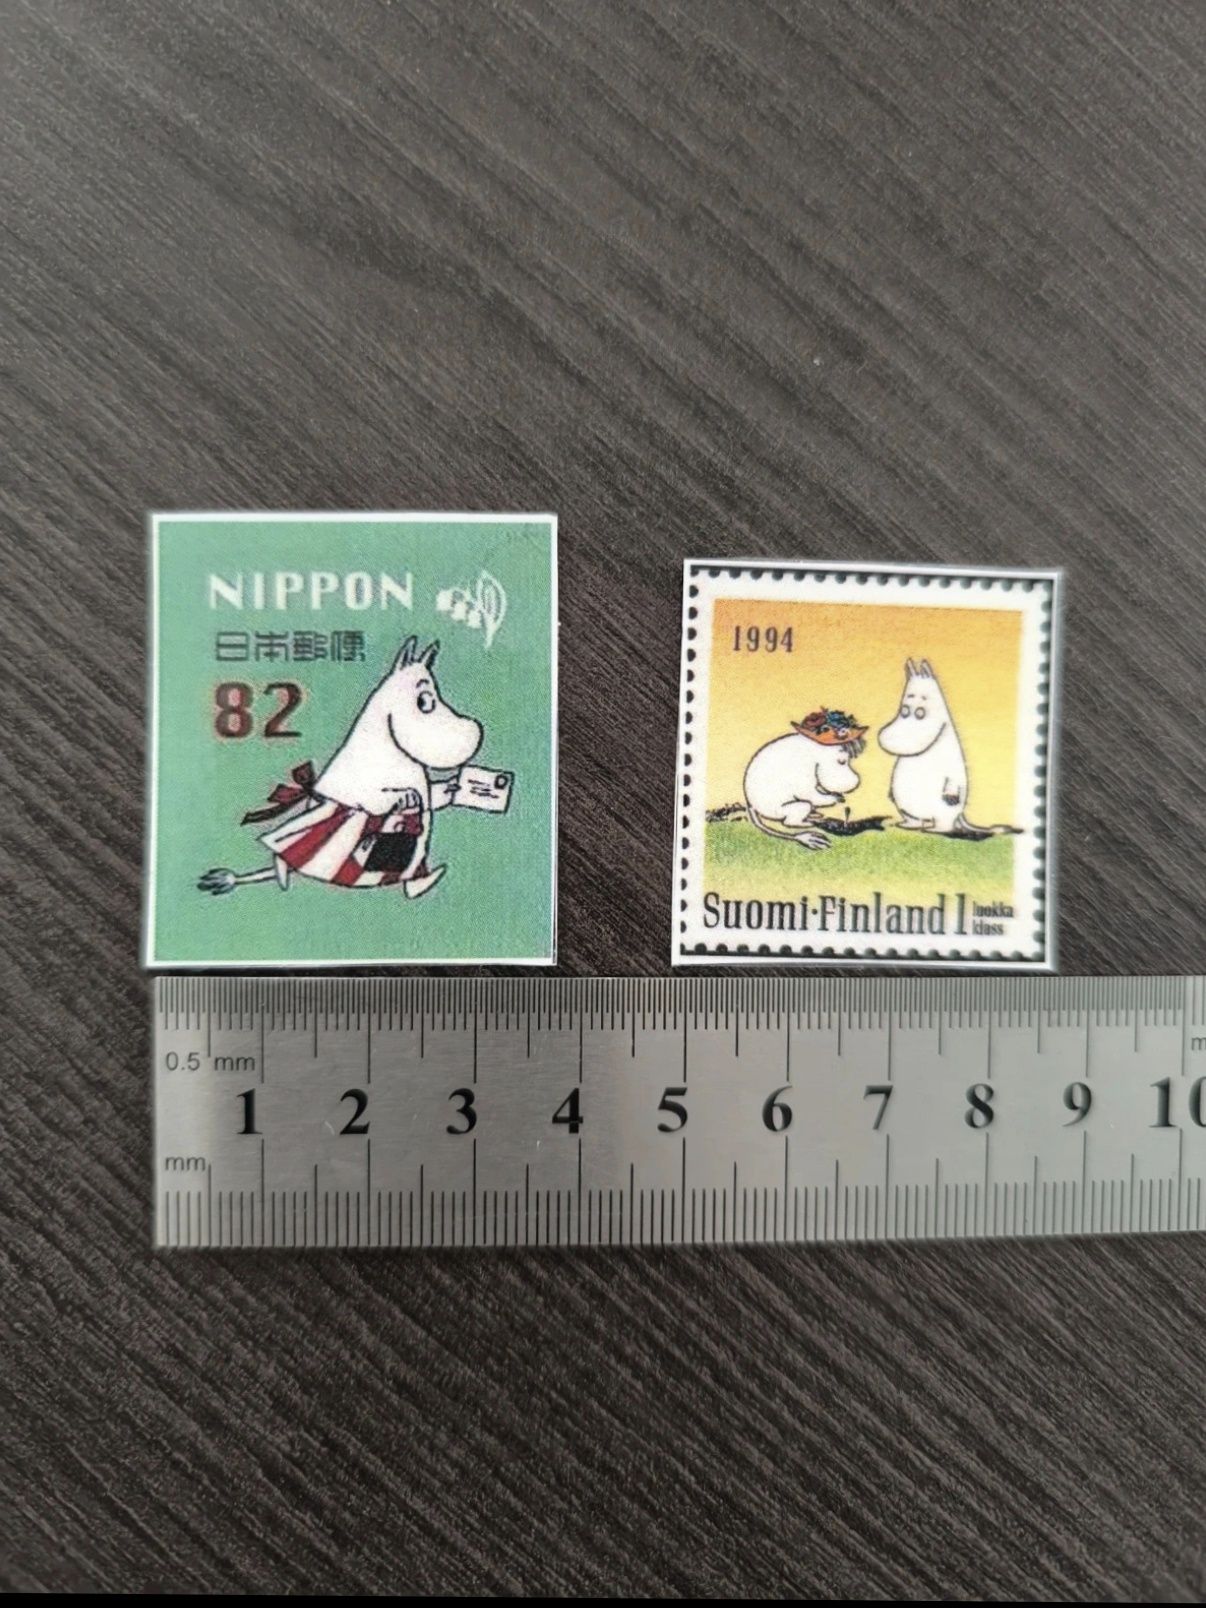 NIPPON
日本郵便
82
1994
Suomi·Finland 1 luokka
klass
0.5 mm
1 2 3 4 5 6 7 8 9 10
mm